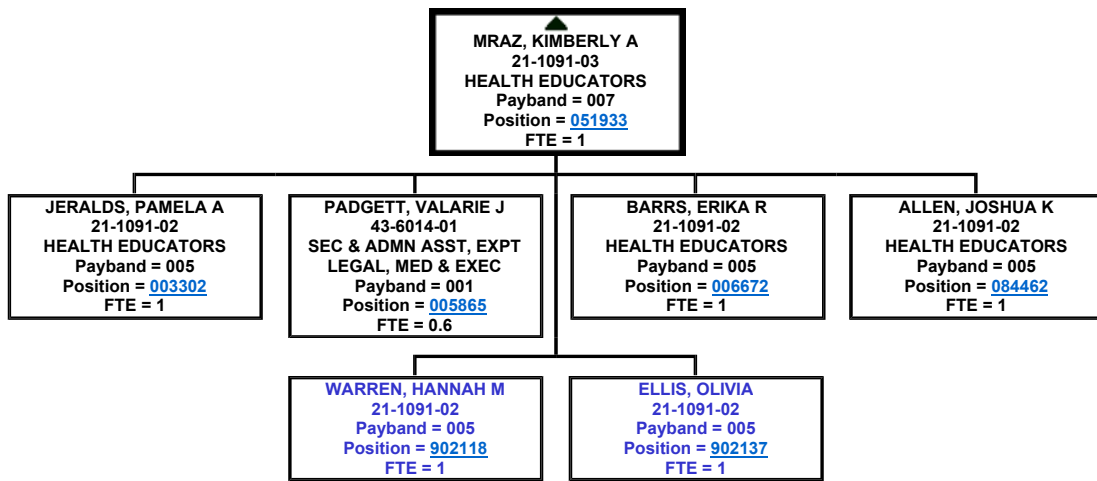 MRAZ, KIMBERLY A
21-1091-03
HEALTH EDUCATORS
Payband = 007
Position = 051933
FTE = 1
JERALDS, PAMELA A
21-1091-02
HEALTH EDUCATORS
Payband = 005
Position = 003302
FTE = 1
PADGETT, VALARIE J
43-6014-01
SEC & ADMN ASST, EXPT
LEGAL, MED & EXEC
Payband = 001
Position = 005865
FTE = 0.6
BARRS, ERIKA R
21-1091-02
HEALTH EDUCATORS
Payband = 005
Position = 006672
FTE = 1
ALLEN, JOSHUA K
21-1091-02
HEALTH EDUCATORS
Payband = 005
Position = 084462
FTE = 1
WARREN, HANNAH M
21-1091-02
Payband = 005
Position = 902118
FTE = 1
ELLIS, OLIVIA
21-1091-02
Payband = 005
Position = 902137
FTE = 1